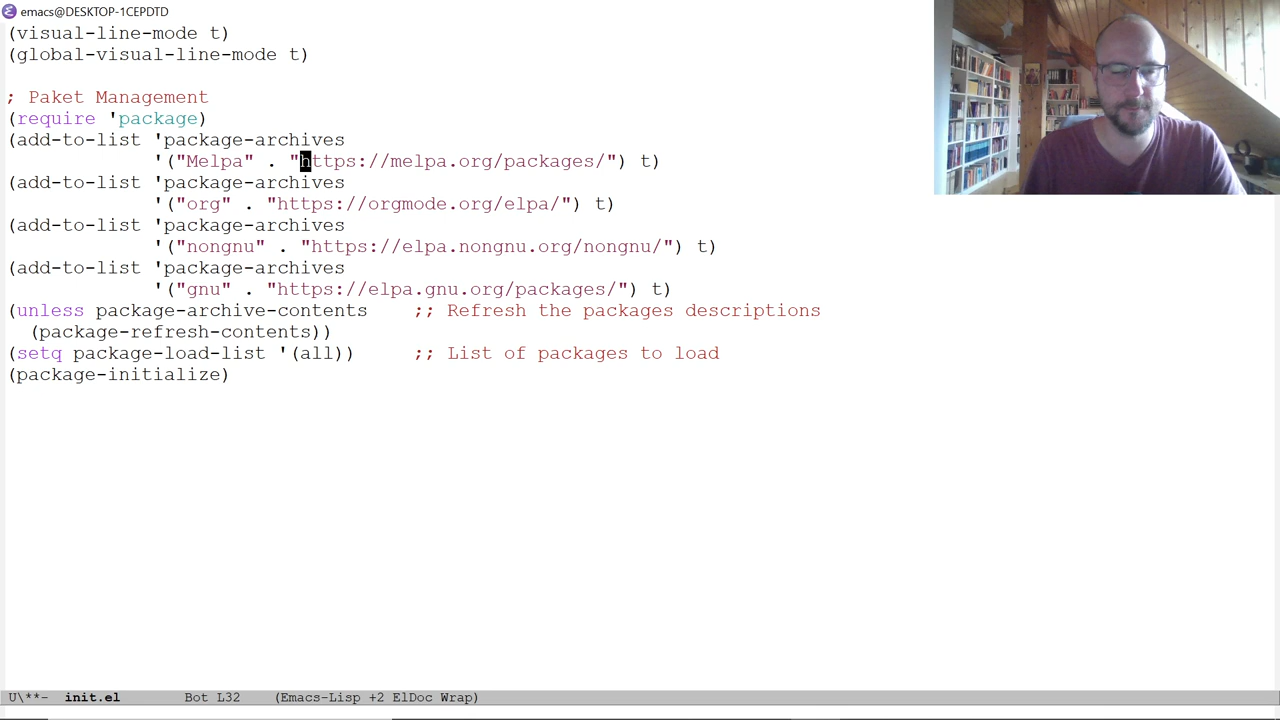 emacs@DESKTOP-1CEPDTD
(visual-line-mode t)
(global-visual-line-mode t)
; Paket Management
(require 'package)
(add-to-list 'package-archives
'("Melpa" . "https://melpa.org/packages/") t)
(add-to-list 'package-archives
'("org" . "https://orgmode.org/elpa/") t)
(add-to-list 'package-archives
'("nongnu" . "https://elpa.nongnu.org/nongnu/") t)
(add-to-list 'package-archives
'("gnu" . "https://elpa.gnu.org/packages/") t)
(unless package-archive-contents ;; Refresh the packages descriptions
(package-refresh-contents))
(setq package-load-list '(all)) ;; List of packages to load
(package-initialize)
U\**- init.el Bot L32 (Emacs-Lisp +2 ElDoc Wrap)